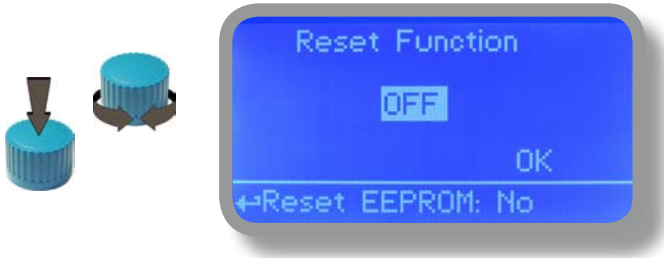 Reset Function
OFF
OK
↵Reset EEPROM: No